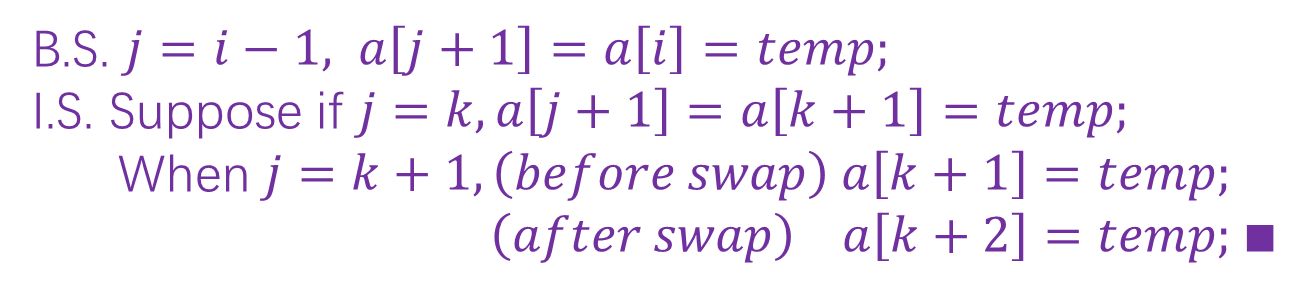 B.S. j = i − 1, a[j + 1] = a[i] = temp;
I.S. Suppose if j = k, a[j + 1] = a[k + 1] = temp;
When j = k + 1, (before swap) a[k + 1] = temp;
(after swap) a[k + 2] = temp; ■